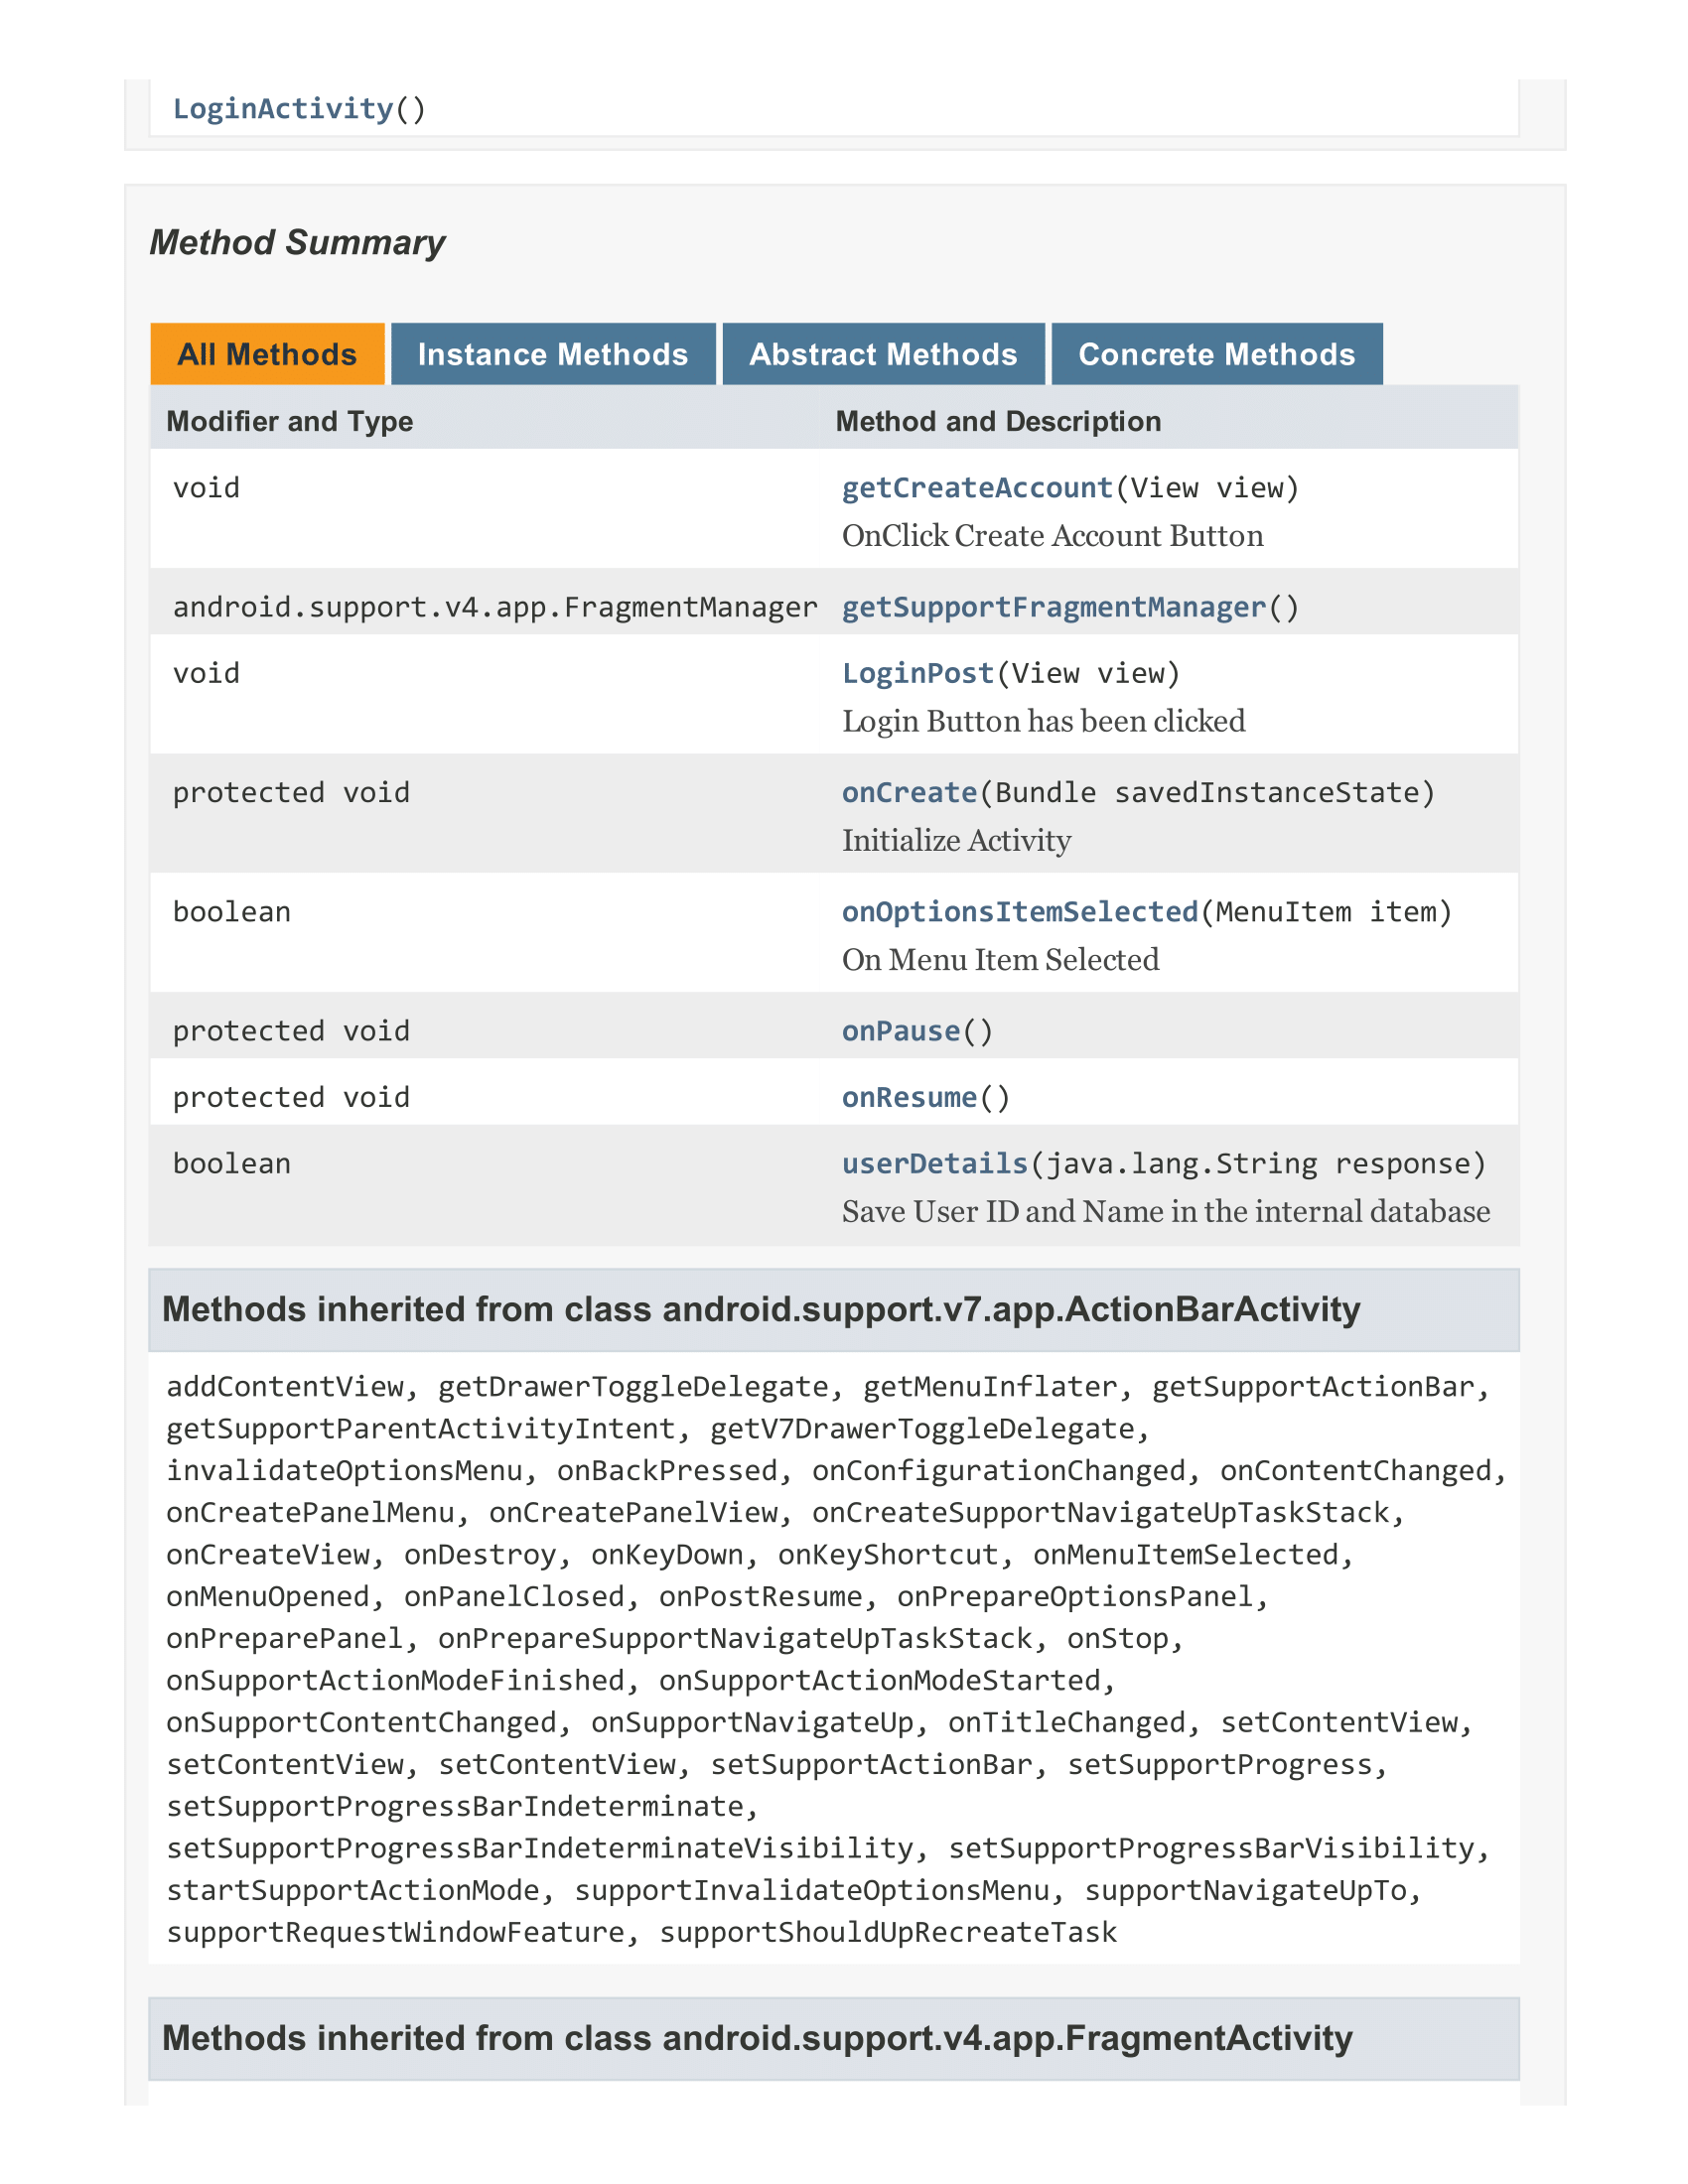 LoginActivity()
Method Summary
All Methods Instance Methods Abstract Methods Concrete Methods
Modifier and Type Method and Description
void getCreateAccount(View view)
OnClick Create Account Button
android.support.v4.app.FragmentManager getSupportFragmentManager()
void LoginPost(View view)
Login Button has been clicked
protected void onCreate(Bundle savedInstanceState)
Initialize Activity
boolean onOptionsItemSelected(MenuItem item)
On Menu Item Selected
protected void onPause()
protected void onResume()
boolean userDetails(java.lang.String response)
Save User ID and Name in the internal database
Methods inherited from class android.support.v7.app.ActionBarActivity
addContentView, getDrawerToggleDelegate, getMenuInflater, getSupportActionBar,
getSupportParentActivityIntent, getV7DrawerToggleDelegate,
invalidateOptionsMenu, onBackPressed, onConfigurationChanged, onContentChanged,
onCreatePanelMenu, onCreatePanelView, onCreateSupportNavigateUpTaskStack,
onCreateView, onDestroy, onKeyDown, onKeyShortcut, onMenuItemSelected,
onMenuOpened, onPanelClosed, onPostResume, onPrepareOptionsPanel,
onPreparePanel, onPrepareSupportNavigateUpTaskStack, onStop,
onSupportActionModeFinished, onSupportActionModeStarted,
onSupportContentChanged, onSupportNavigateUp, onTitleChanged, setContentView,
setContentView, setContentView, setSupportActionBar, setSupportProgress,
setSupportProgressBarIndeterminate,
setSupportProgressBarIndeterminateVisibility, setSupportProgressBarVisibility,
startSupportActionMode, supportInvalidateOptionsMenu, supportNavigateUpTo,
supportRequestWindowFeature, supportShouldUpRecreateTask
Methods inherited from class android.support.v4.app.FragmentActivity